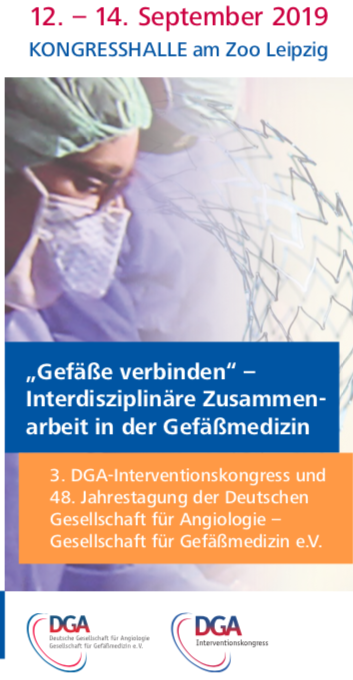 12. – 14. September 2019
KONGRESSHALLE am Zoo Leipzig
„Gefäße verbinden“ –
Interdisziplinäre Zusammen-
arbeit in der Gefäßmedizin
3. DGA-Interventionskongress und
48. Jahrestagung der Deutschen
Gesellschaft für Angiologie –
Gesellschaft für Gefäßmedizin e.V.
DGA
Deutsche Gesellschaft für Angiologie
Gesellschaft für Gefäßmedizin e. V.
DGA
Interventionskongress